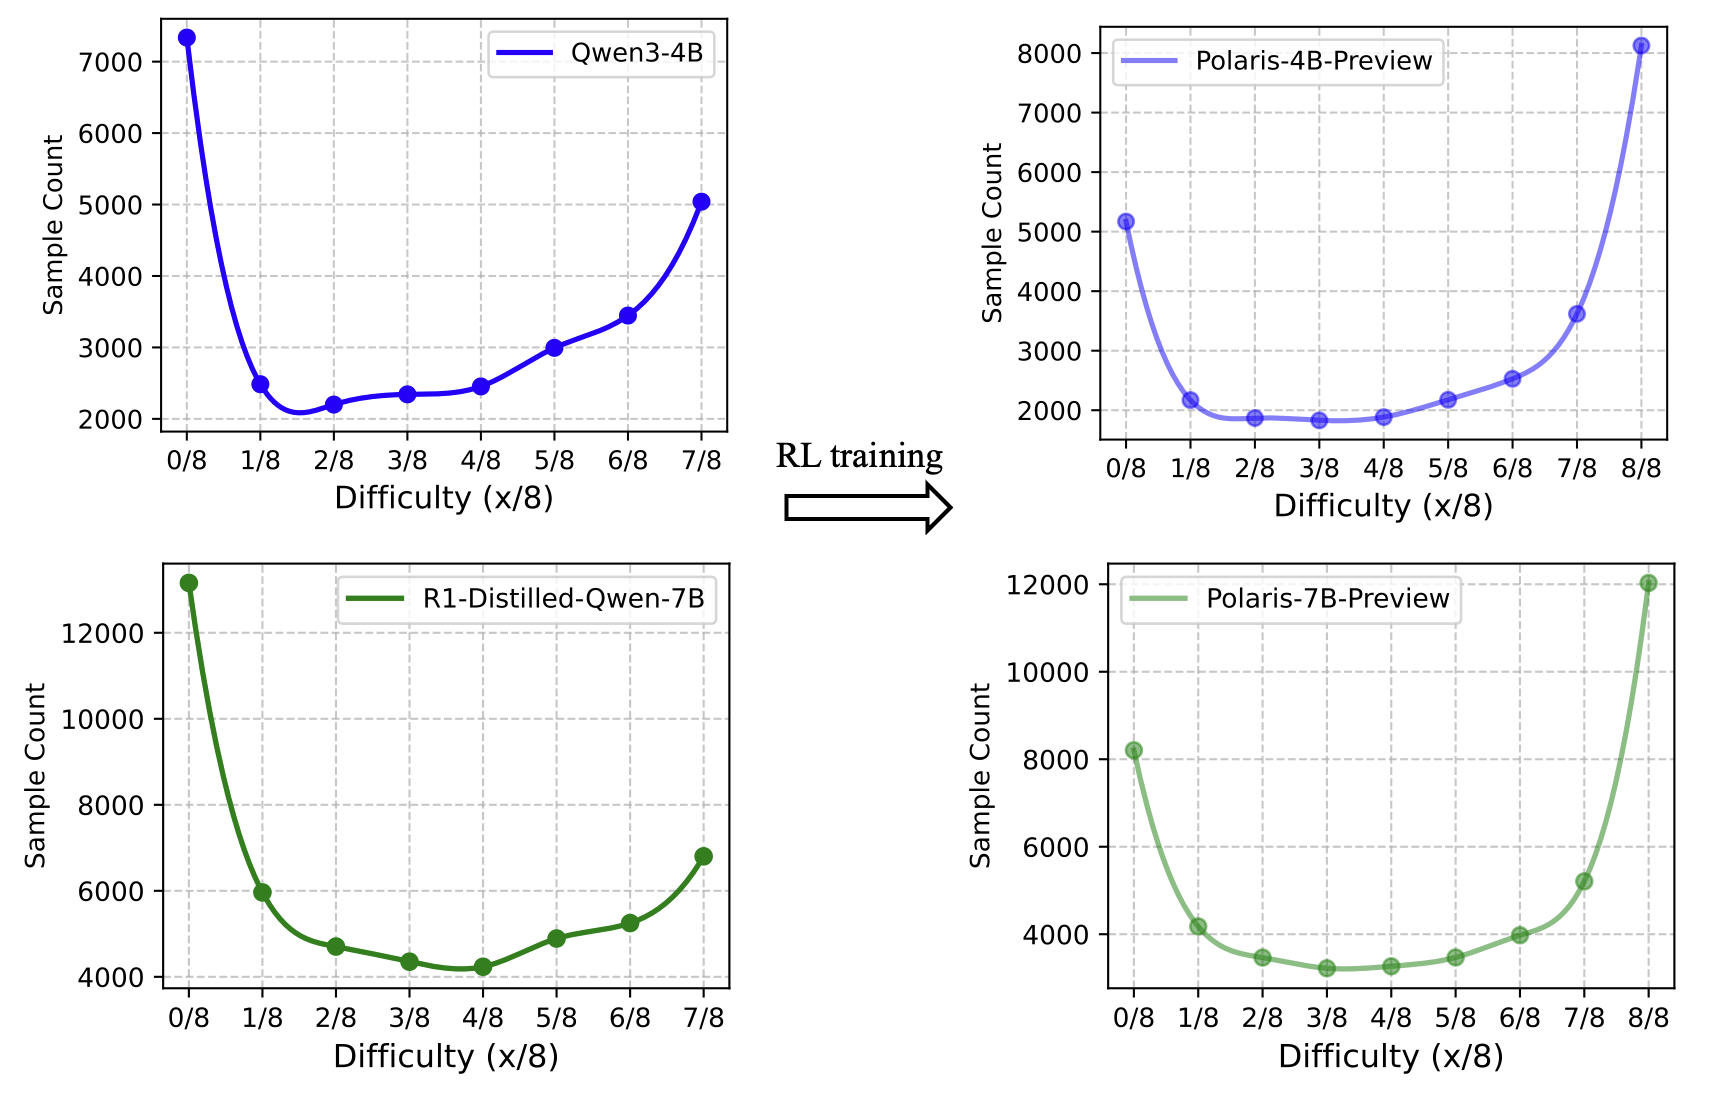 7000
6000
5000
4000
3000
2000
Sample Count
Qwen3-4B
0/8 1/8 2/8 3/8 4/8 5/8 6/8 7/8
Difficulty (x/8)
RL training
8000
7000
6000
5000
4000
3000
2000
Sample Count
Polaris-4B-Preview
0/8 1/8 2/8 3/8 4/8 5/8 6/8 7/8 8/8
Difficulty (x/8)
12000
10000
8000
6000
4000
Sample Count
R1-Distilled-Qwen-7B
0/8 1/8 2/8 3/8 4/8 5/8 6/8 7/8
Difficulty (x/8)
12000
10000
8000
6000
4000
Sample Count
Polaris-7B-Preview
0/8 1/8 2/8 3/8 4/8 5/8 6/8 7/8 8/8
Difficulty (x/8)